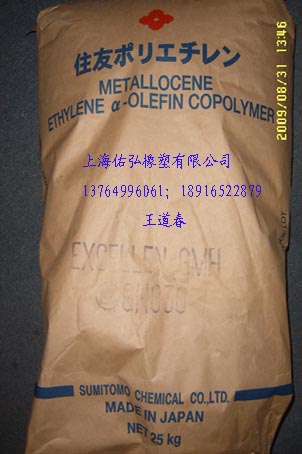 住友ポリエチレン
METALLOCENE
ETHYLENE α-OLEFIN COPOLYMER
上海佑弘橡塑有限公司
13764996061；18916522879
王道春
EXCELLEN GMH
SUMITOMO CHEMICAL CO.,LTD.
MADE IN JAPAN
NET 25 kg
2009/08/31 13:46